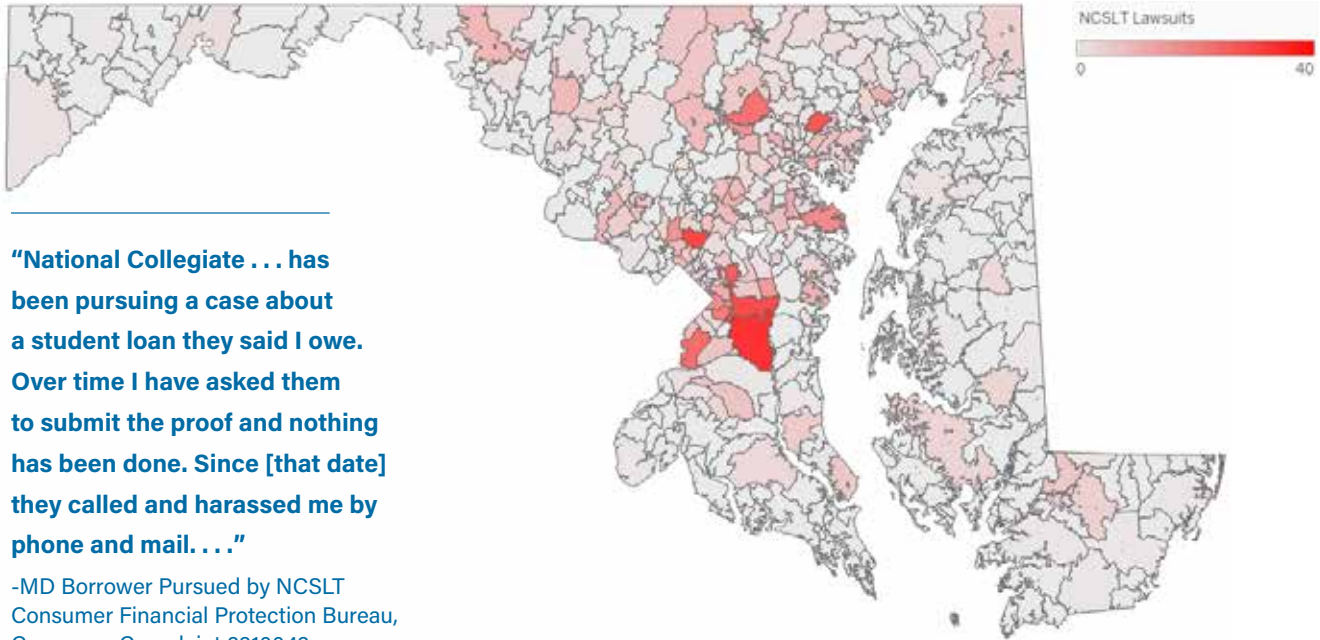 NCSLT Lawsuits
0 40
“National Collegiate . . . has
been pursuing a case about
a student loan they said I owe.
Over time I have asked them
to submit the proof and nothing
has been done. Since [that date]
they called and harassed me by
phone and mail. . . .”
-MD Borrower Pursued by NCSLT
Consumer Financial Protection Bureau,